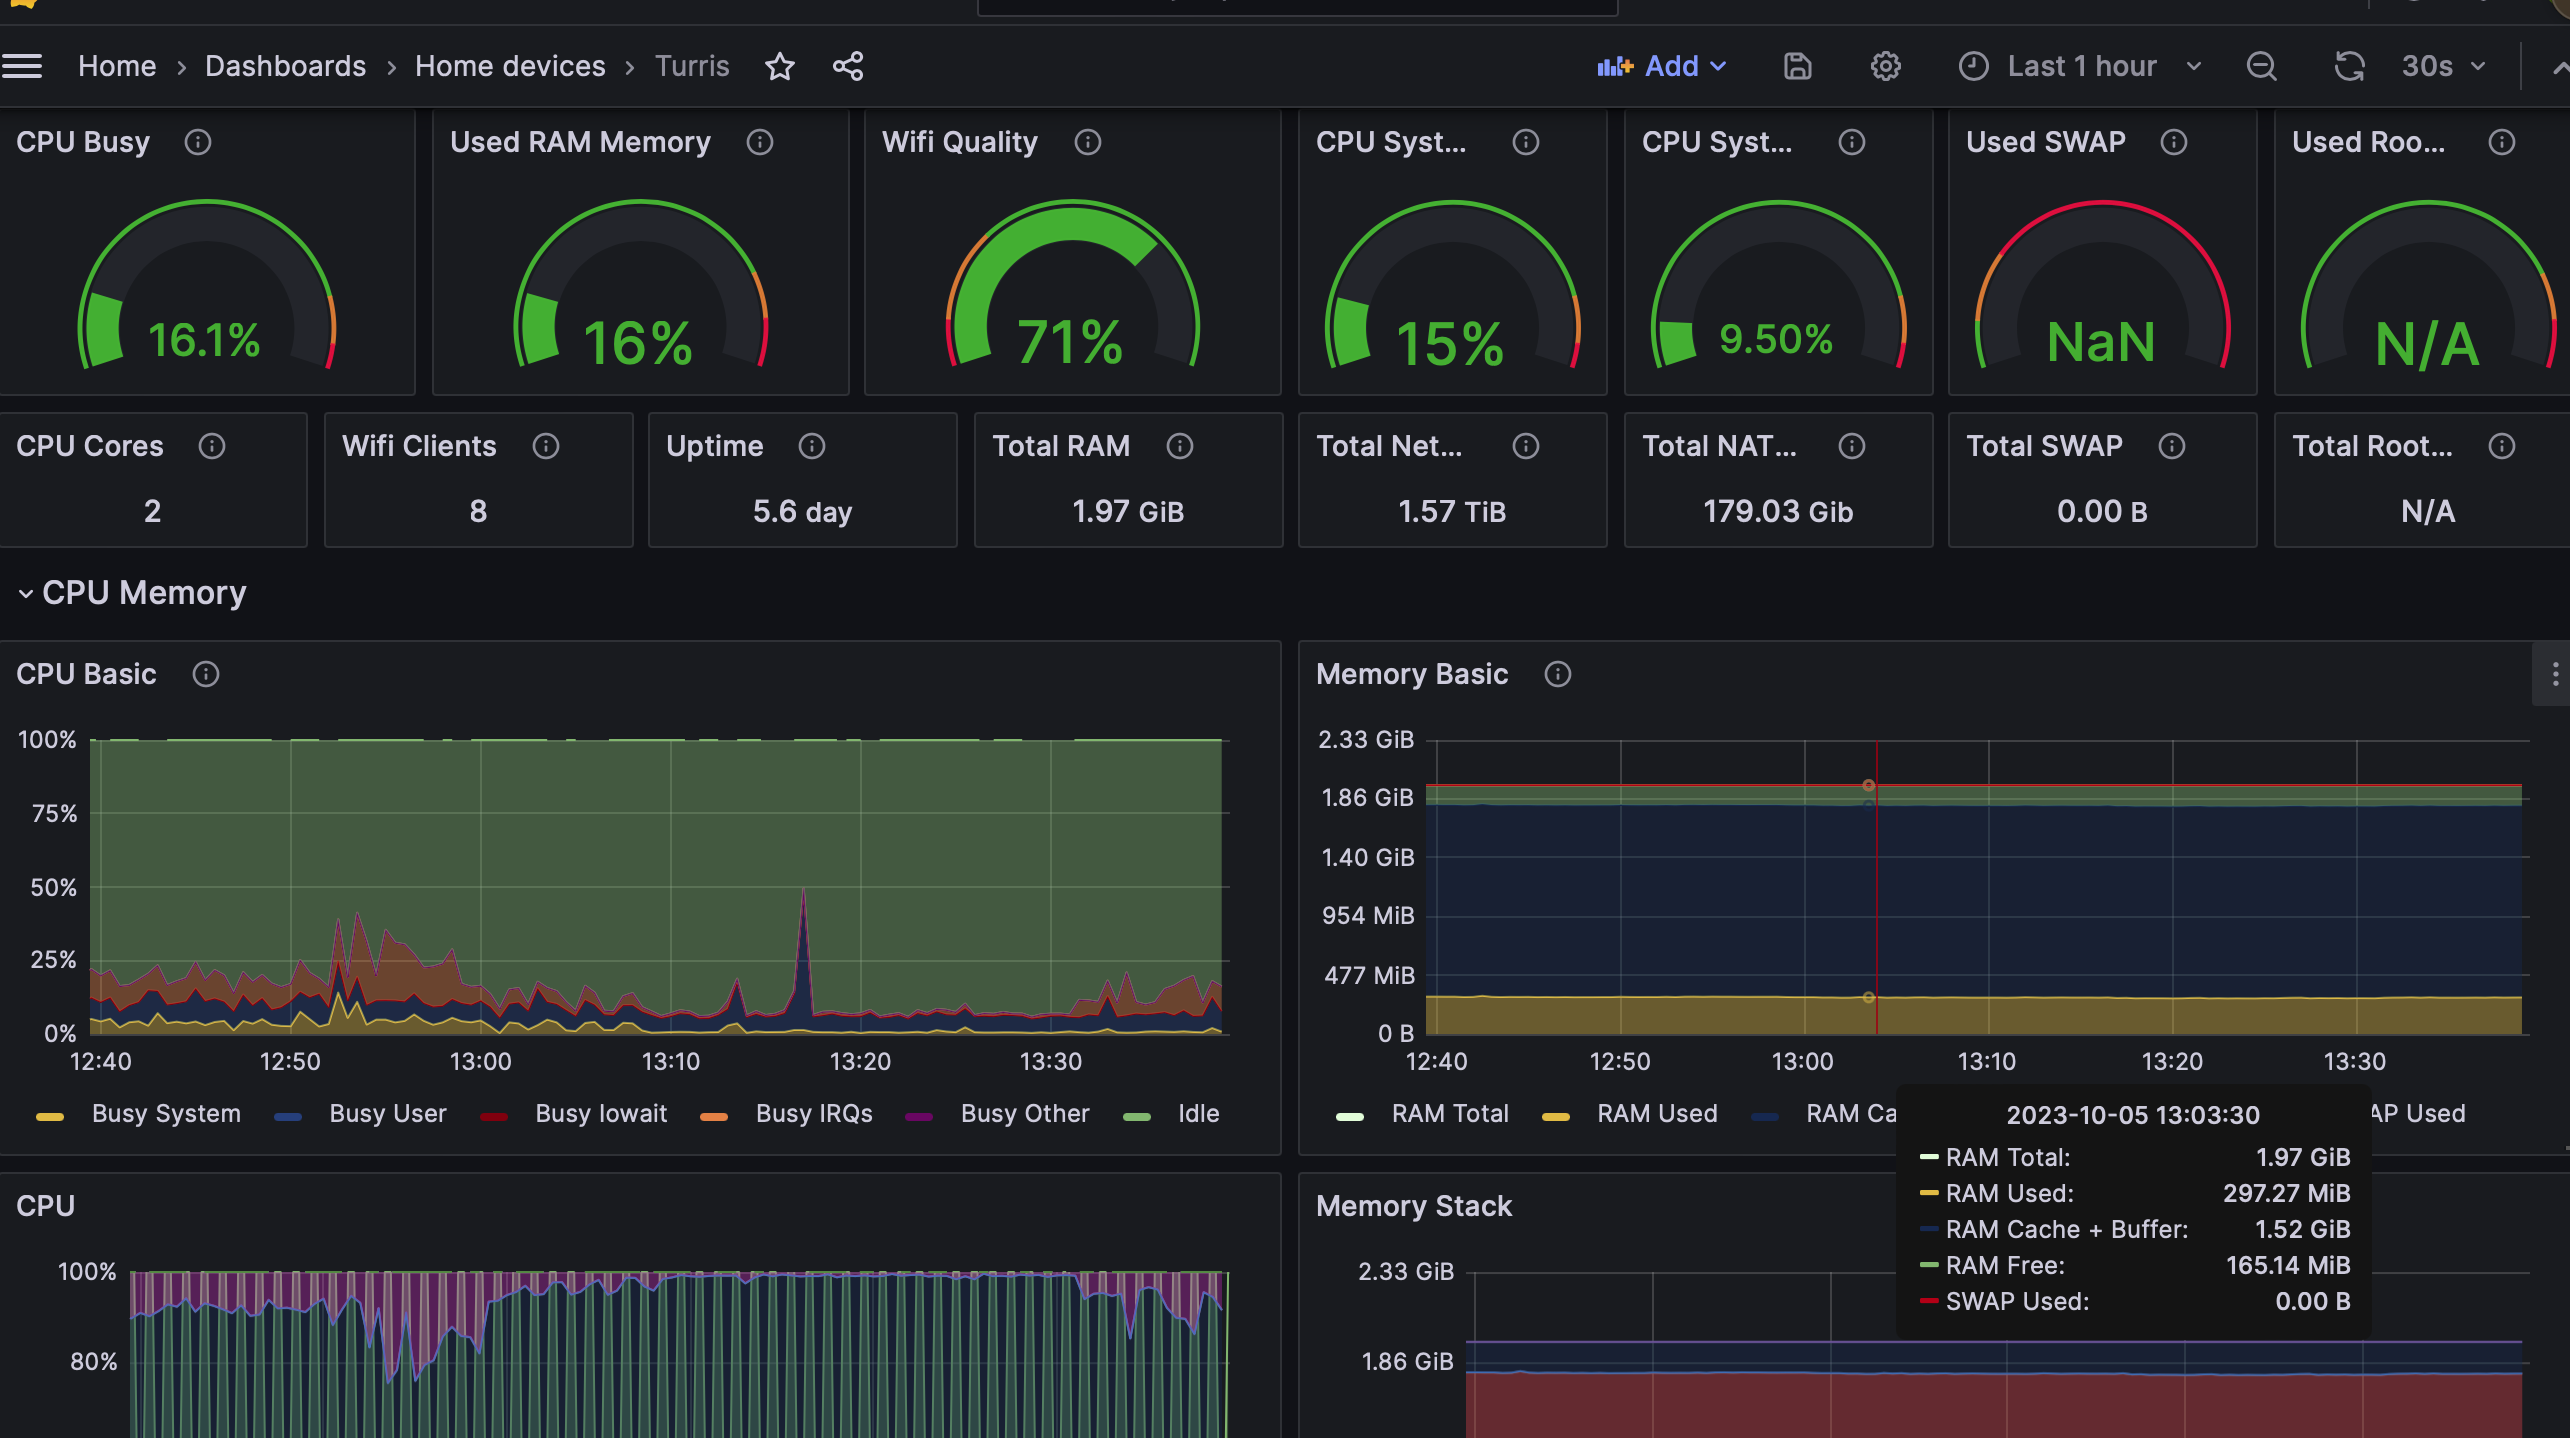 Home › Dashboards › Home devices › Turris
Add
Last 1 hour
30s
CPU Busy
Used RAM Memory
Wifi Quality
CPU Syst...
CPU Syst...
Used SWAP
Used Roo...
16.1%
16%
71%
15%
9.50%
NaN
N/A
CPU Cores
Wifi Clients
Uptime
Total RAM
Total Net...
Total NAT...
Total SWAP
Total Root...
2
8
5.6 day
1.97 GiB
1.57 TiB
179.03 Gib
0.00 B
N/A
CPU Memory
CPU Basic
100%
75%
50%
25%
0%
12:40
12:50
13:00
13:10
13:20
13:30
Busy System
Busy User
Busy Iowait
Busy IRQs
Busy Other
Idle
Memory Basic
2.33 GiB
1.86 GiB
1.40 GiB
954 MiB
477 MiB
0 B
12:40
12:50
13:00
13:10
13:20
13:30
RAM Total
RAM Used
RAM Ca
AP Used
2023-10-05 13:03:30
RAM Total: 1.97 GiB
RAM Used: 297.27 MiB
RAM Cache + Buffer: 1.52 GiB
RAM Free: 165.14 MiB
SWAP Used: 0.00 B
CPU
100%
80%
Memory Stack
2.33 GiB
1.86 GiB